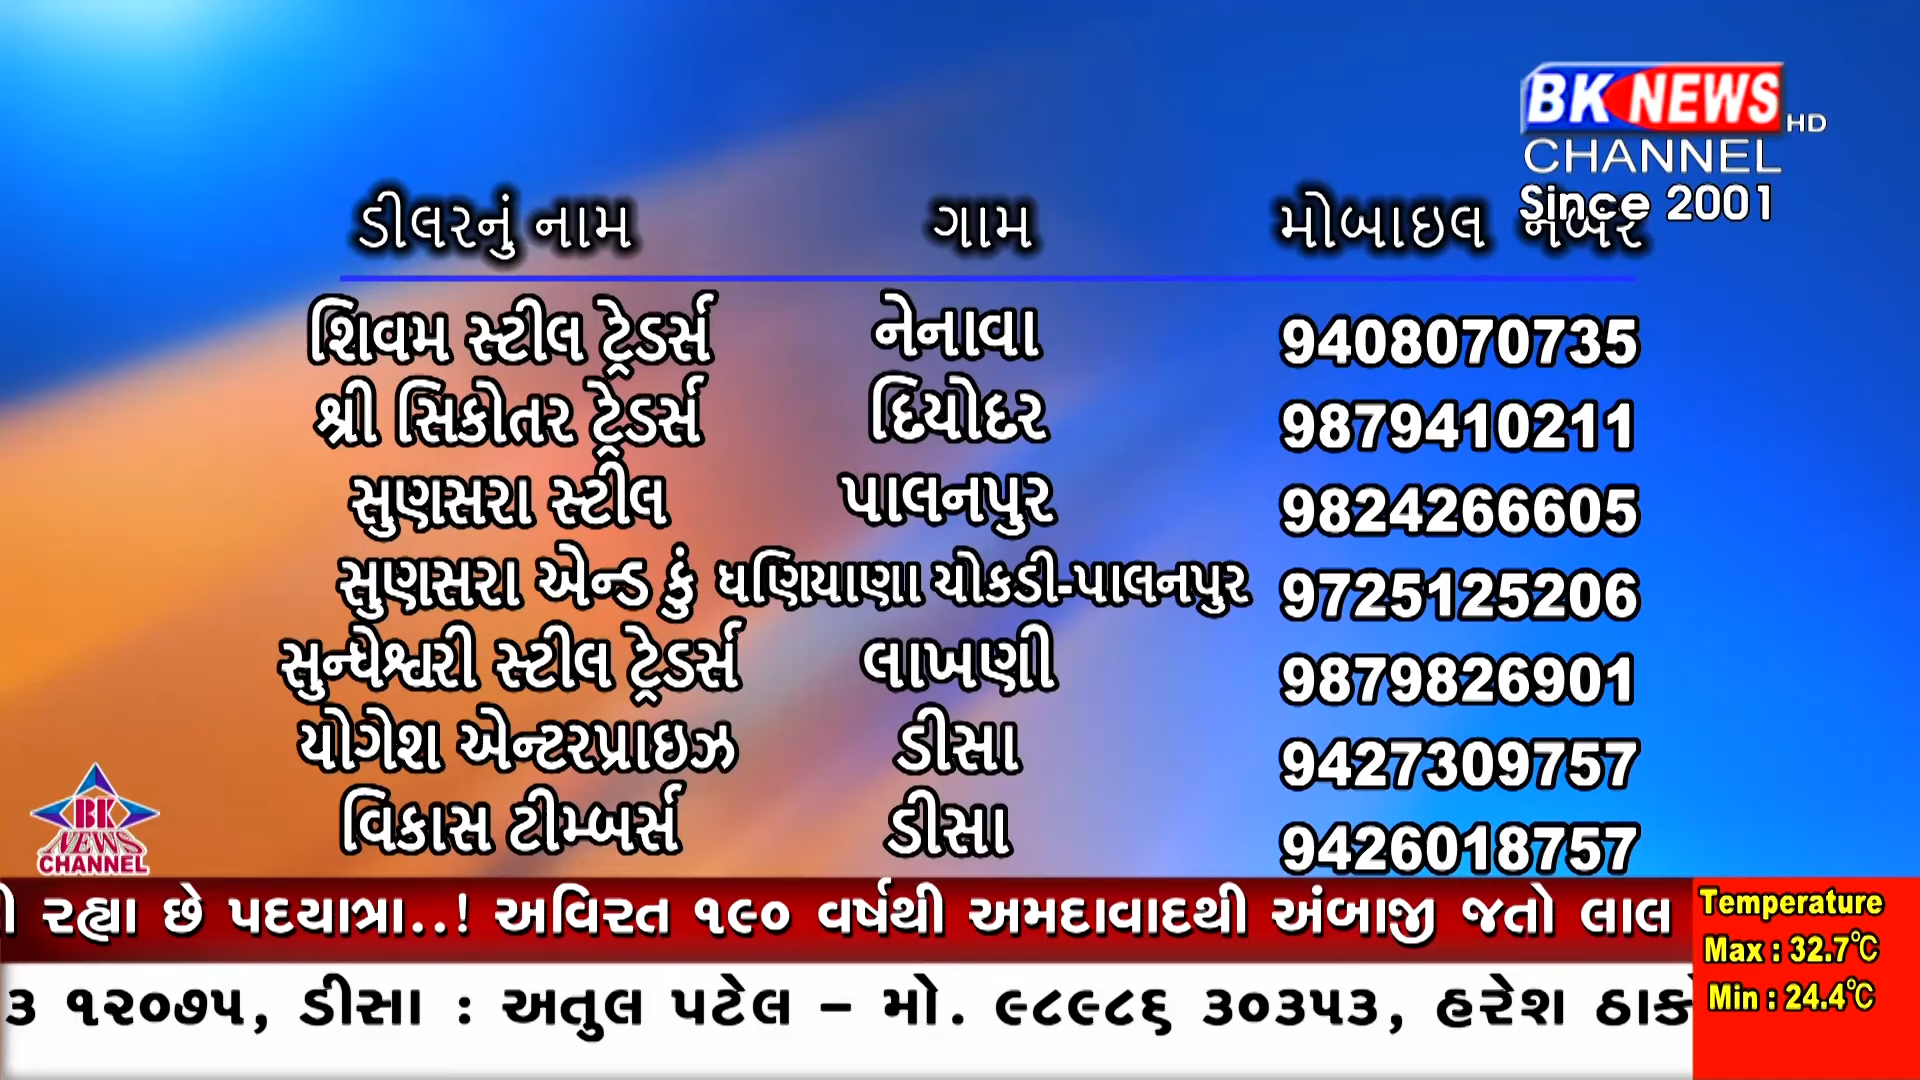 BK NEWS HD
CHANNEL
Since 2001
ડીલરનું નામ ગામ મોબાઇલ નમ્બર
શિવમ સ્ટીલ ટ્રેડર્સ નેનાવા 9408070735
શ્રી સિકોતર ટ્રેડર્સ દિયોદર 9879410211
સુણસરા સ્ટીલ પાલનપુર 9824266605
સુણસરા એન્ડ કું ધણિયાણા ચોકડી-પાલનપુર 9725125206
સુન્ધેશ્વરી સ્ટીલ ટ્રેડર્સ લાખણી 9879826901
યોગેશ એન્ટરપ્રાઇઝ ડીસા 9427309757
વિકાસ ટીમ્બર્સ ડીસા 9426018757
BK
NEWS
CHANNEL
રહ્યા છે પદયાત્રા..! અવિરત ૧૯૦ વર્ષથી અમદાવાદથી અંબાજી જતો લાલ
Temperature
Max : 32.7℃
Min : 24.4℃
૩ ૧૨૦૭૫, ડીસા : અતુલ પટેલ – મો. ૯૮૯૮૬ ૩૦૩૫૩, હરેશ ઠાક